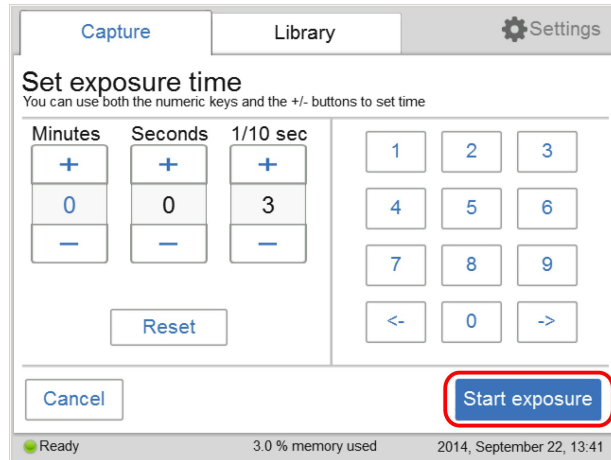 Capture
Library
Settings
Set exposure time
You can use both the numeric keys and the +/- buttons to set time
Minutes Seconds 1/10 sec
+ + +
0 0 3
− − −
Reset
1 2 3
4 5 6
7 8 9
<- 0 ->
Cancel
Start exposure
Ready
3.0 % memory used
2014, September 22, 13:41